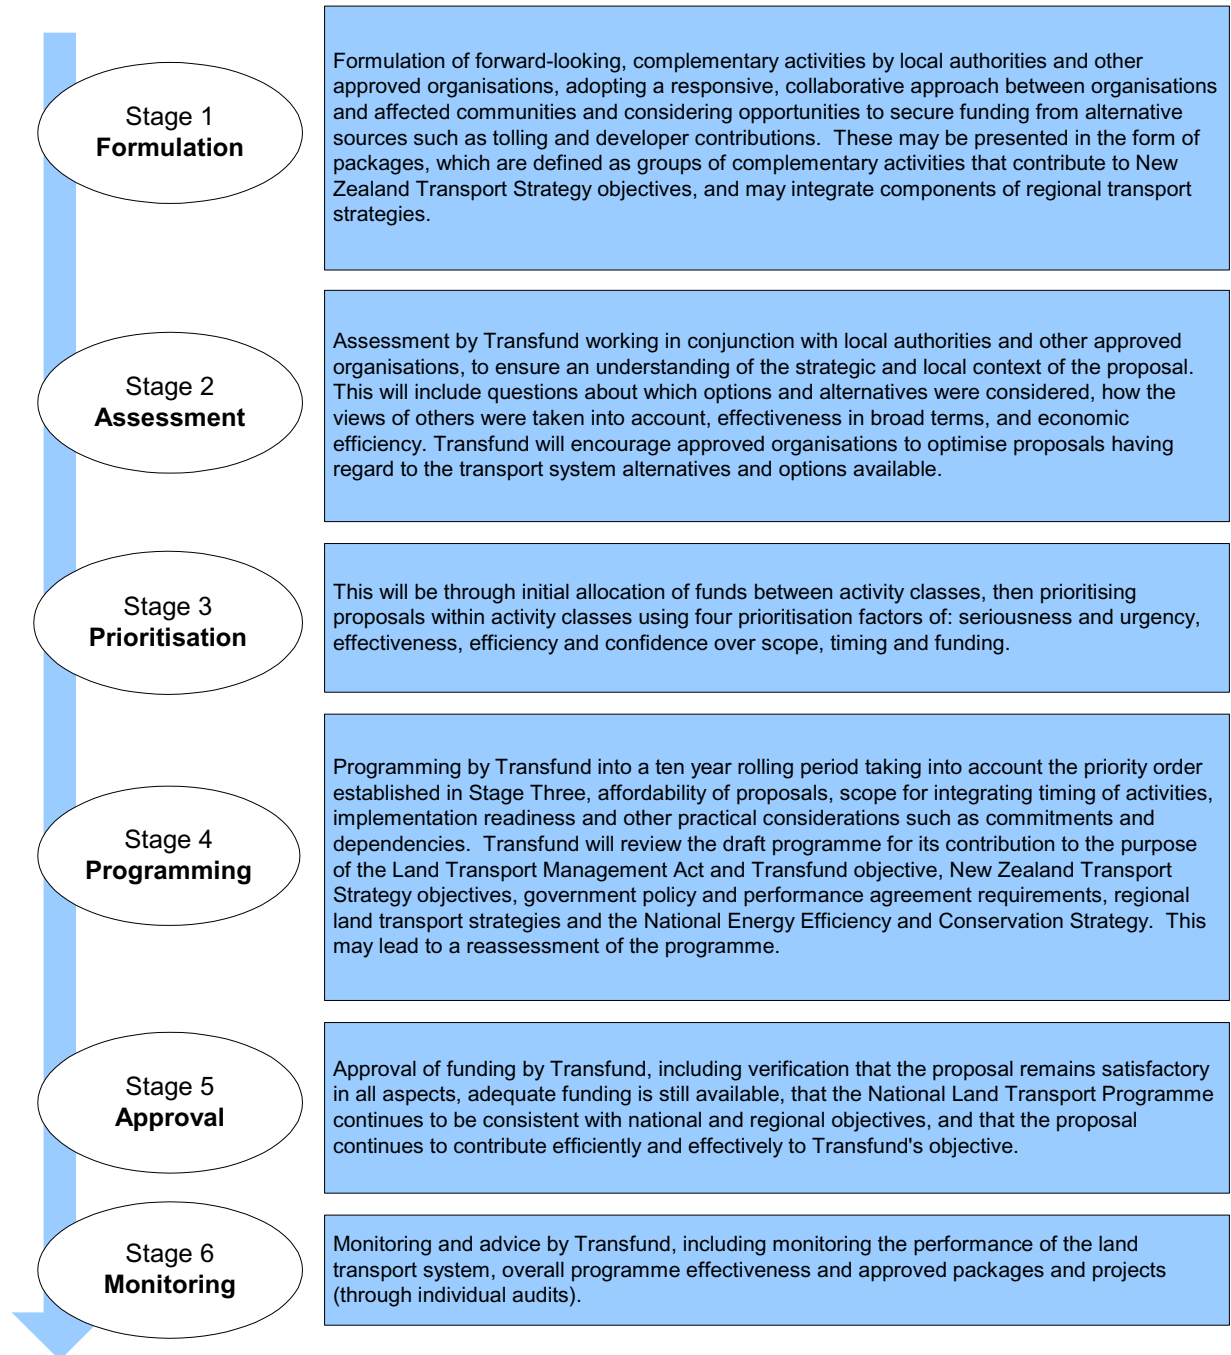 Stage 1
Formulation
Formulation of forward-looking, complementary activities by local authorities and other
approved organisations, adopting a responsive, collaborative approach between organisations
and affected communities and considering opportunities to secure funding from alternative
sources such as tolling and developer contributions.  These may be presented in the form of
packages, which are defined as groups of complementary activities that contribute to New
Zealand Transport Strategy objectives, and may integrate components of regional transport
strategies.
Stage 2
Assessment
Assessment by Transfund working in conjunction with local authorities and other approved
organisations, to ensure an understanding of the strategic and local context of the proposal.
This will include questions about which options and alternatives were considered, how the
views of others were taken into account, effectiveness in broad terms, and economic
efficiency. Transfund will encourage approved organisations to optimise proposals having
regard to the transport system alternatives and options available.
Stage 3
Prioritisation
This will be through initial allocation of funds between activity classes, then prioritising
proposals within activity classes using four prioritisation factors of: seriousness and urgency,
effectiveness, efficiency and confidence over scope, timing and funding.
Stage 4
Programming
Programming by Transfund into a ten year rolling period taking into account the priority order
established in Stage Three, affordability of proposals, scope for integrating timing of activities,
implementation readiness and other practical considerations such as commitments and
dependencies.  Transfund will review the draft programme for its contribution to the purpose
of the Land Transport Management Act and Transfund objective, New Zealand Transport
Strategy objectives, government policy and performance agreement requirements, regional
land transport strategies and the National Energy Efficiency and Conservation Strategy.  This
may lead to a reassessment of the programme.
Stage 5
Approval
Approval of funding by Transfund, including verification that the proposal remains satisfactory
in all aspects, adequate funding is still available, that the National Land Transport Programme
continues to be consistent with national and regional objectives, and that the proposal
continues to contribute efficiently and effectively to Transfund's objective.
Stage 6
Monitoring
Monitoring and advice by Transfund, including monitoring the performance of the land
transport system, overall programme effectiveness and approved packages and projects
(through individual audits).